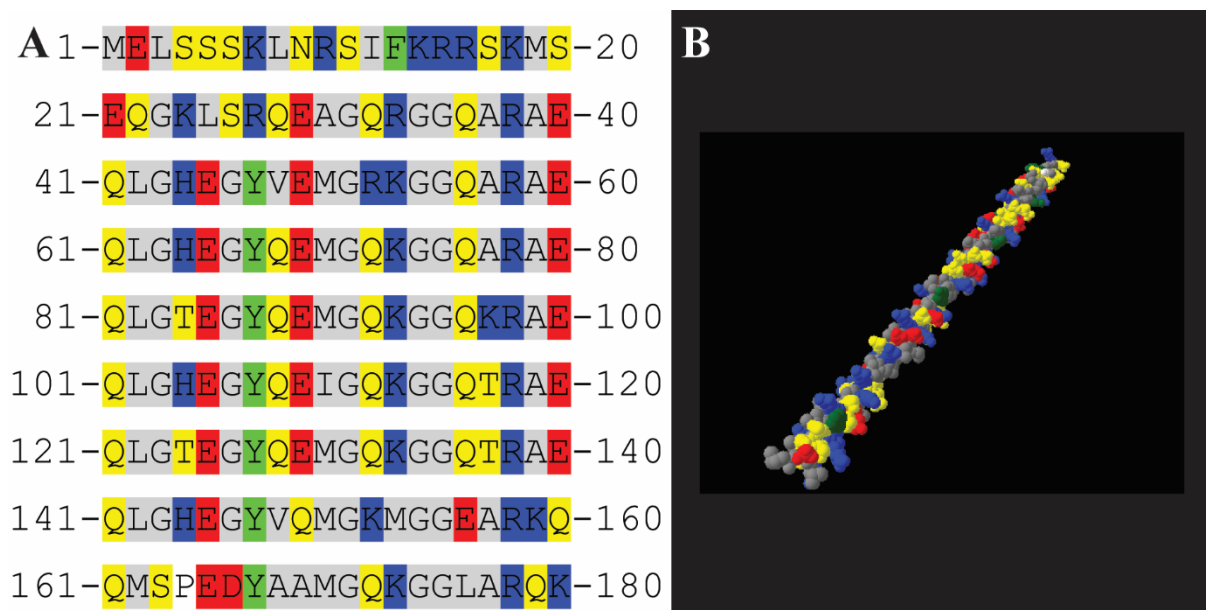 A
1-MELSSSKLNRSIFKRRSKMS-20
21-EQGKLSRQEAGQRGGQARAE-40
41-QLGHEGYVEMGRKGGQARAE-60
61-QLGHEGYQEMGQKGGQARAE-80
81-QLGTEGYQEMGQKGGQKRAE-100
101-QLGHEGYQEIGQKGGQTRAE-120
121-QLGTEGYQEMGQKGGQTRAE-140
141-QLGHEGYVQMGKMGGEARKQ-160
161-QMSPEDYAAMGQKGGLARQK-180
B